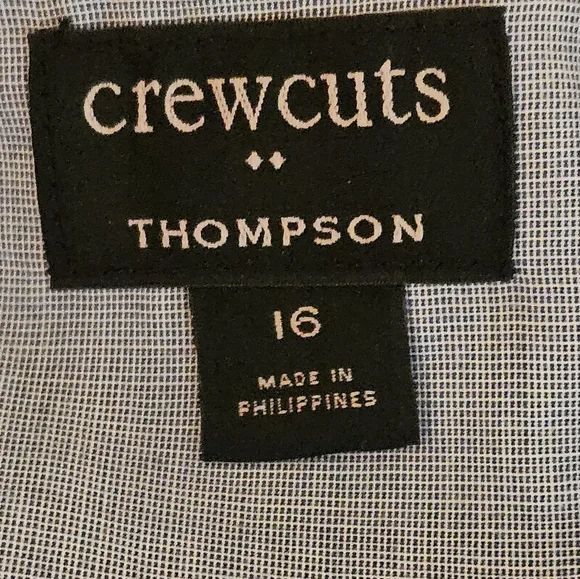 crewcuts
THOMPSON
16
MADE IN
PHILIPPINES